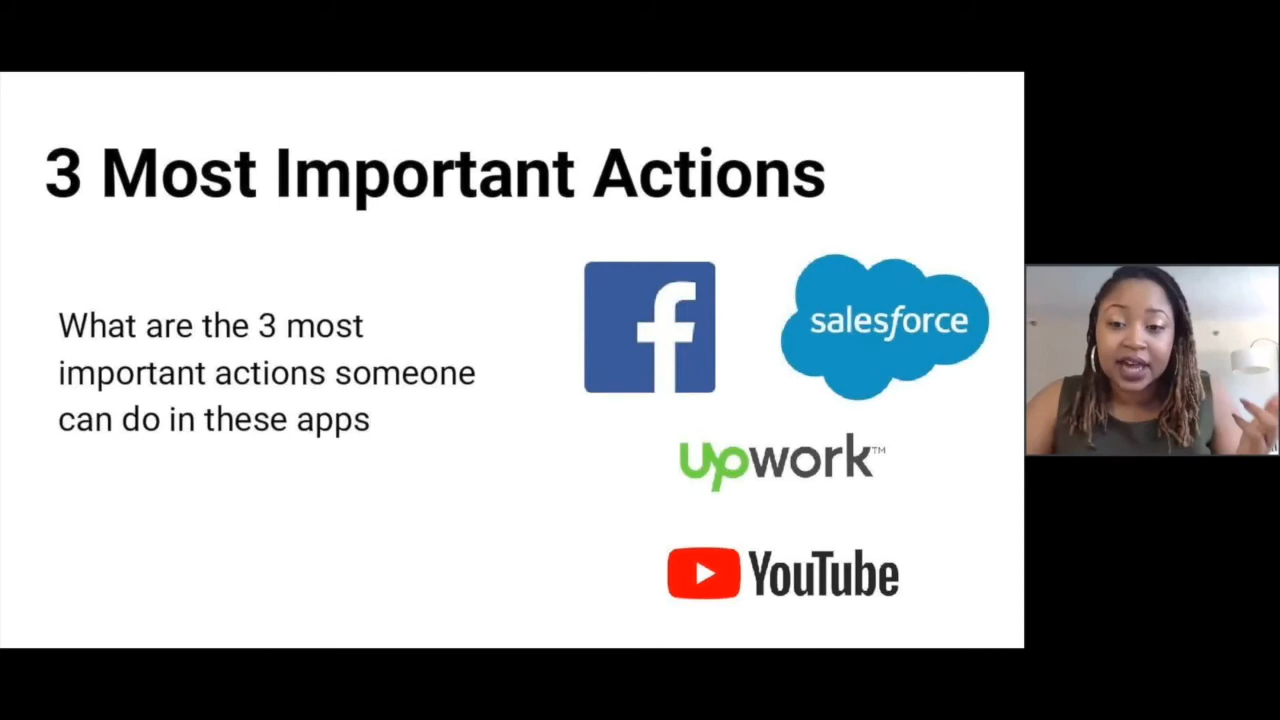 3 Most Important Actions
What are the 3 most
important actions someone
can do in these apps
f
salesforce
upwork™
YouTube